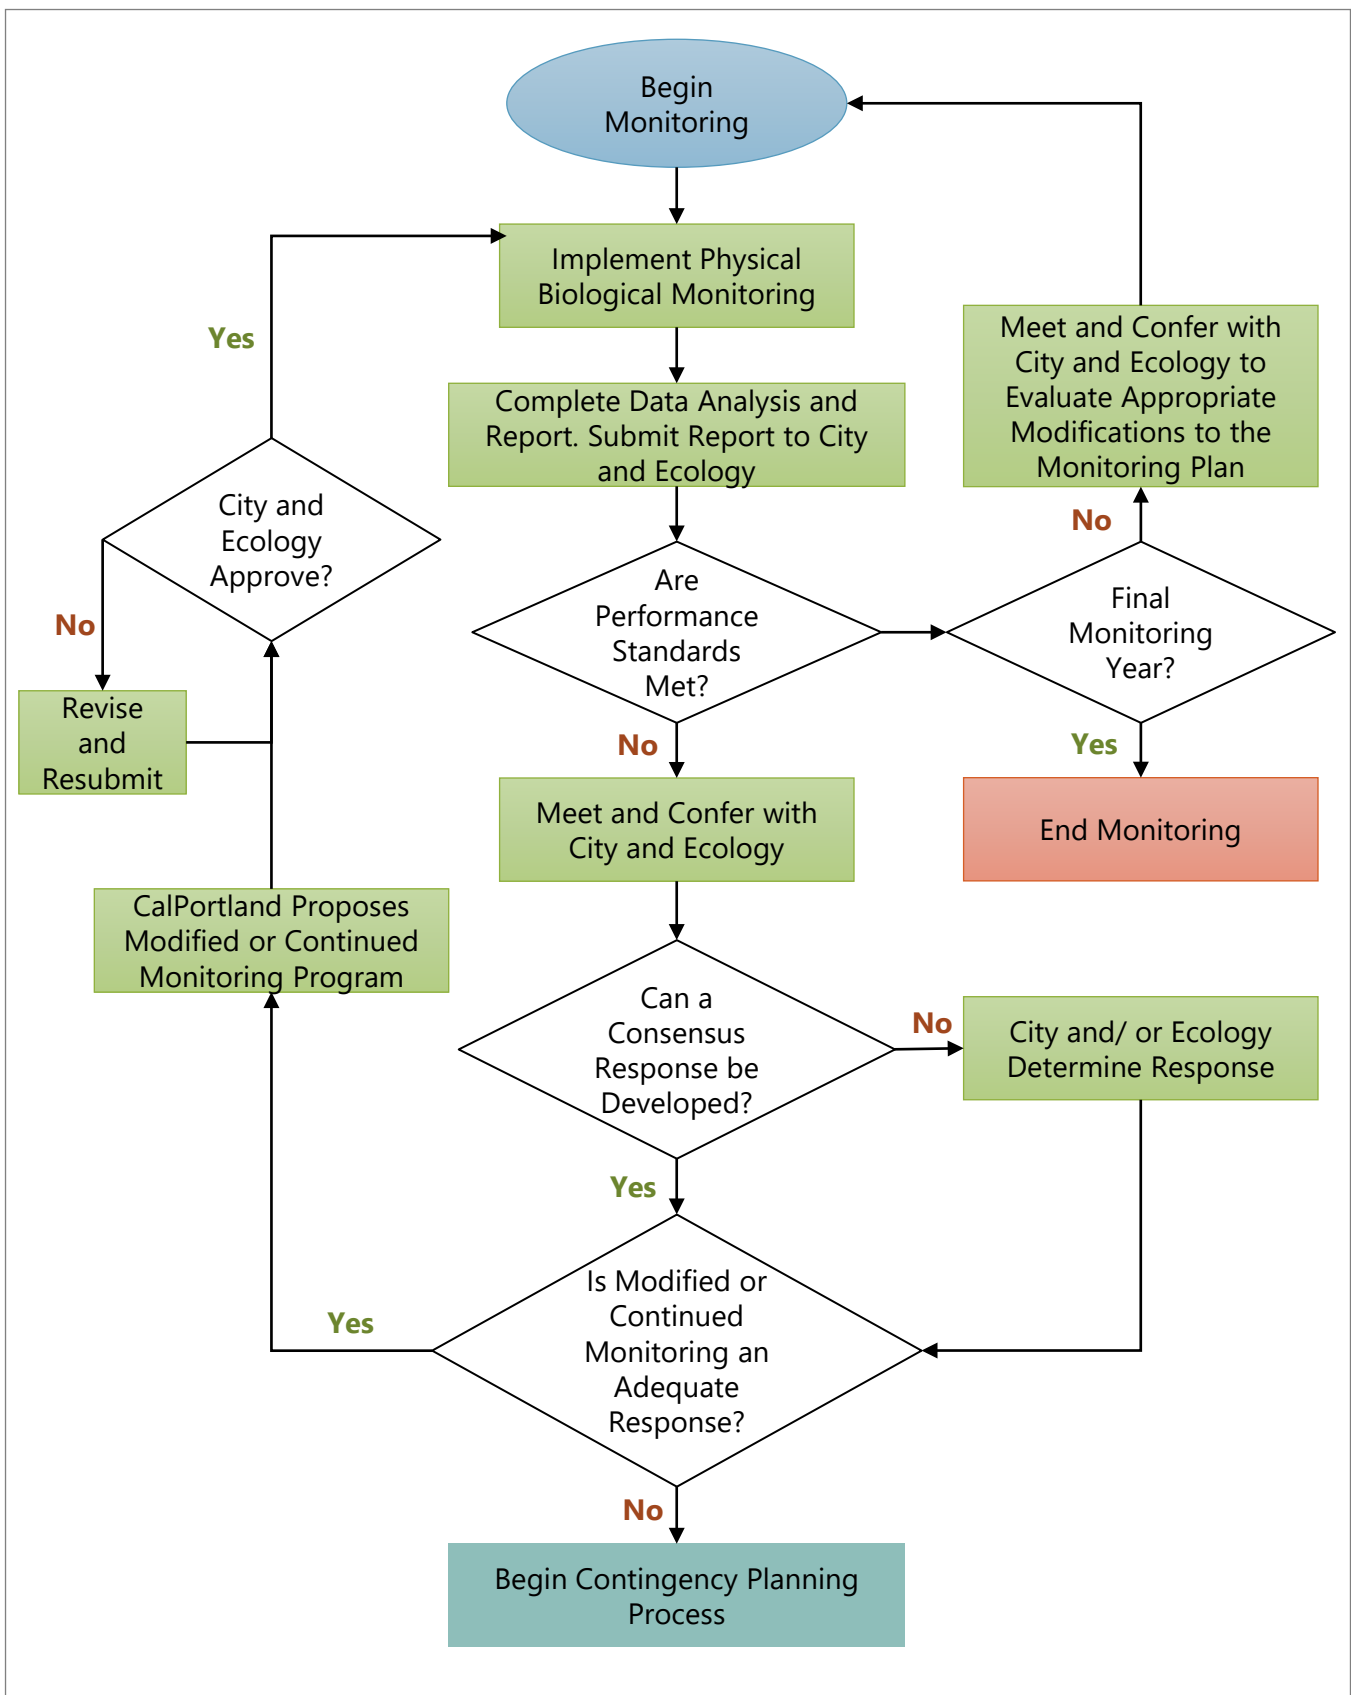 Begin
Monitoring
Implement Physical
Biological Monitoring
Yes
Meet and Confer with
City and Ecology to
Evaluate Appropriate
Modifications to the
Monitoring Plan
Complete Data Analysis and
Report. Submit Report to City
and Ecology
City and
Ecology
Approve?
No
Are
Performance
Standards
Met?
Final
Monitoring
Year?
No
Revise
and
Resubmit
No
Yes
Meet and Confer with
City and Ecology
End Monitoring
CalPortland Proposes
Modified or Continued
Monitoring Program
Can a
Consensus
Response be
Developed?
No
City and/ or Ecology
Determine Response
Yes
Is Modified or
Continued
Monitoring an
Adequate
Response?
Yes
No
Begin Contingency Planning
Process